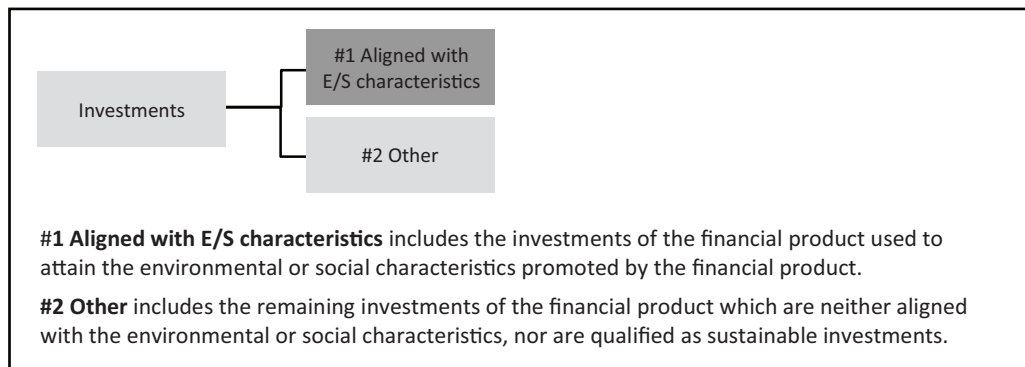 #1 Aligned with
E/S characteristics
Investments
#2 Other
#1 Aligned with E/S characteristics includes the investments of the financial product used to
attain the environmental or social characteristics promoted by the financial product.
#2 Other includes the remaining investments of the financial product which are neither aligned
with the environmental or social characteristics, nor are qualified as sustainable investments.